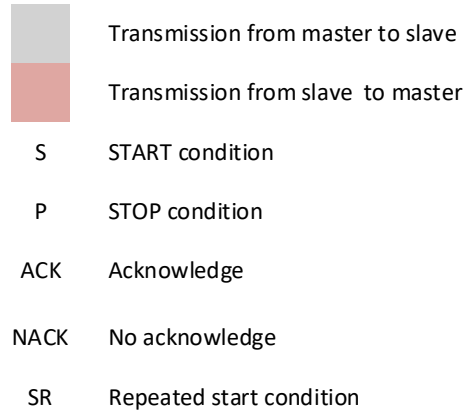 Transmission from master to slave
Transmission from slave to master
S START condition
P STOP condition
ACK Acknowledge
NACK No acknowledge
SR Repeated start condition